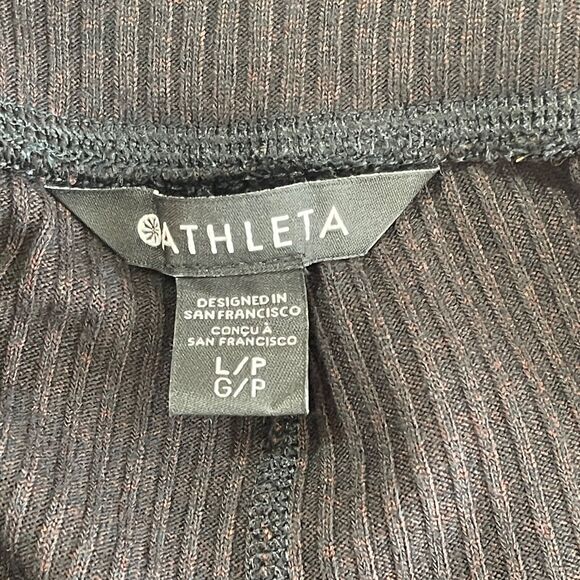 ATHLETA
DESIGNED IN
SAN FRANCISCO
CONÇU À
SAN FRANCISCO
L/P
G/P